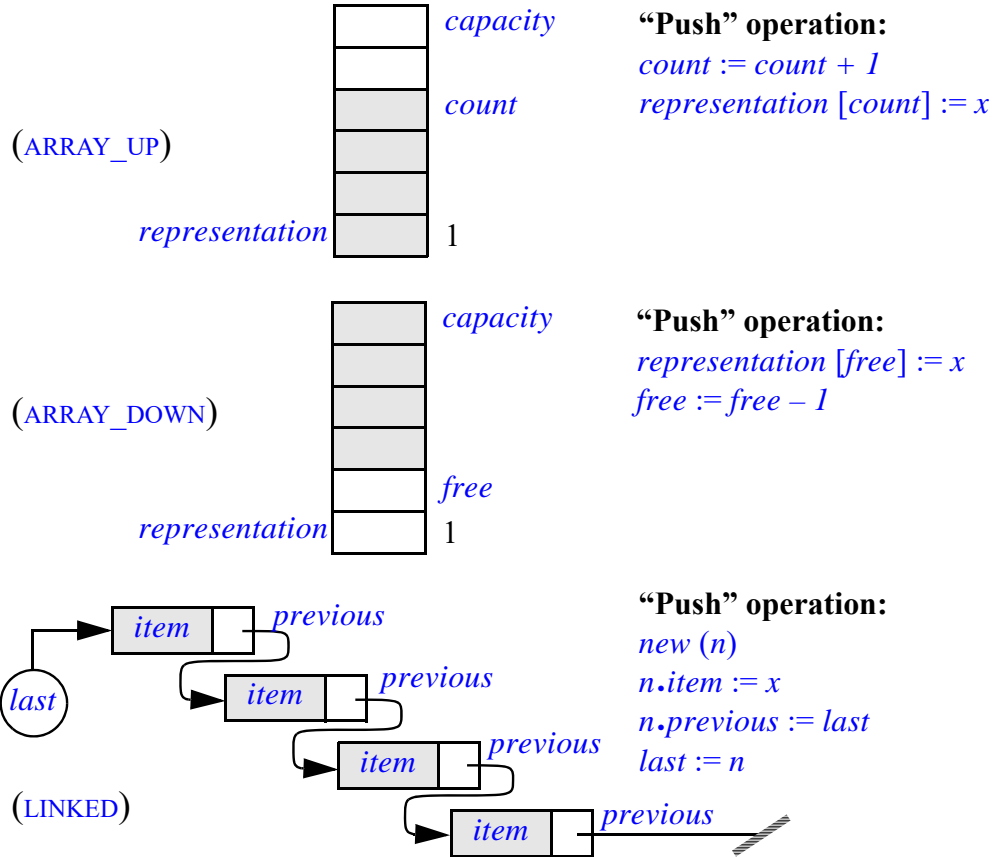 capacity
“Push” operation:
count := count + 1
count
representation [count] := x
(ARRAY_UP)
representation
1
capacity
“Push” operation:
representation [free] := x
free := free – 1
(ARRAY_DOWN)
free
representation
1
“Push” operation:
item
previous
new (n)
last
item
previous
n.item := x
n.previous := last
item
previous
last := n
(LINKED)
item
previous